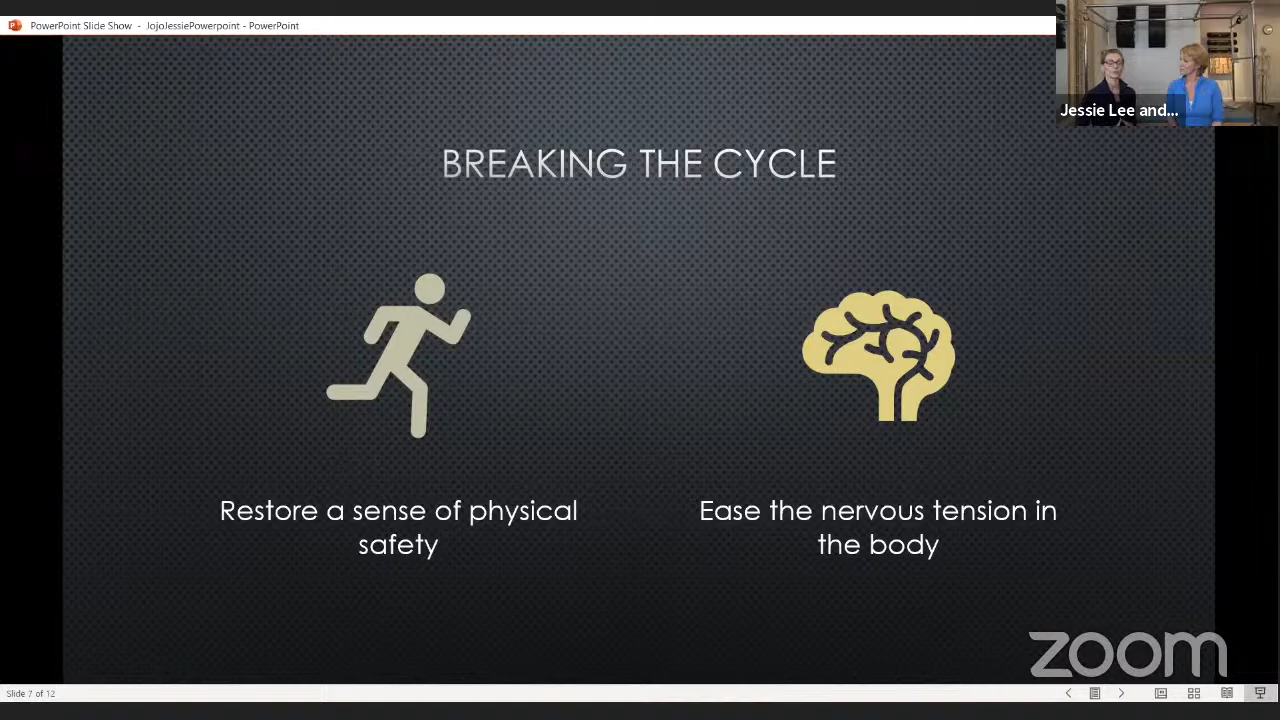 PowerPoint Slide Show - JojoJessiePowerpoint - PowerPoint
Jessie Lee and...
BREAKING THE CYCLE
Restore a sense of physical
safety
Ease the nervous tension in
the body
zoom
Slide 7 of 12